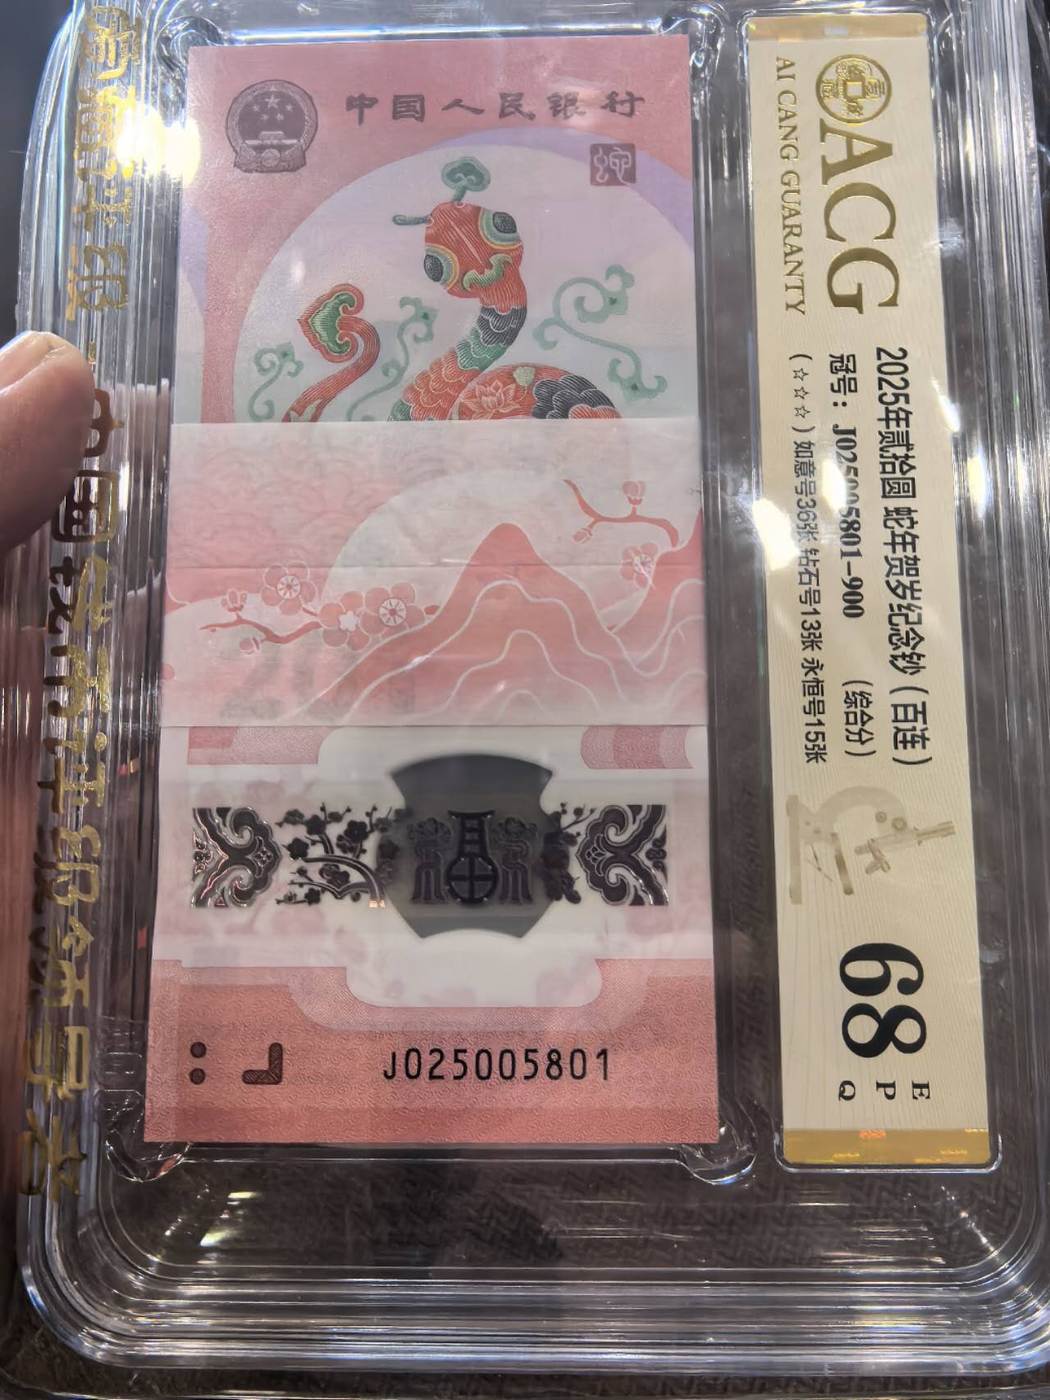 中国人民银行
蛇
J025005801
ACG
AI CANG GUARANTY
2025年贰拾圆 蛇年贺岁纪念钞（百连）
冠号：J025005801-900 （综合分）
（☆☆☆）如意号36张 钻石号13张 永恒号15张
68
E
P
Q